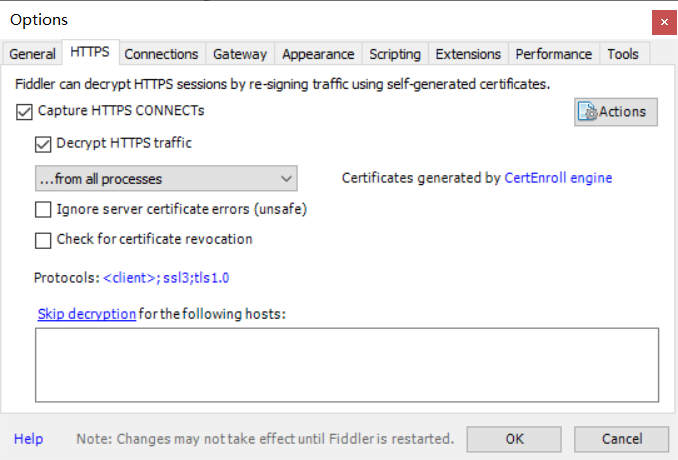 Options
General HTTPS Connections Gateway Appearance Scripting Extensions Performance Tools
Fiddler can decrypt HTTPS sessions by re-signing traffic using self-generated certificates.
Capture HTTPS CONNECTs
Actions
Decrypt HTTPS traffic
...from all processes
Certificates generated by CertEnroll engine
Ignore server certificate errors (unsafe)
Check for certificate revocation
Protocols: <client>;ssl3;tls1.0
Skip decryption for the following hosts:
Help
Note: Changes may not take effect until Fiddler is restarted.
OK
Cancel